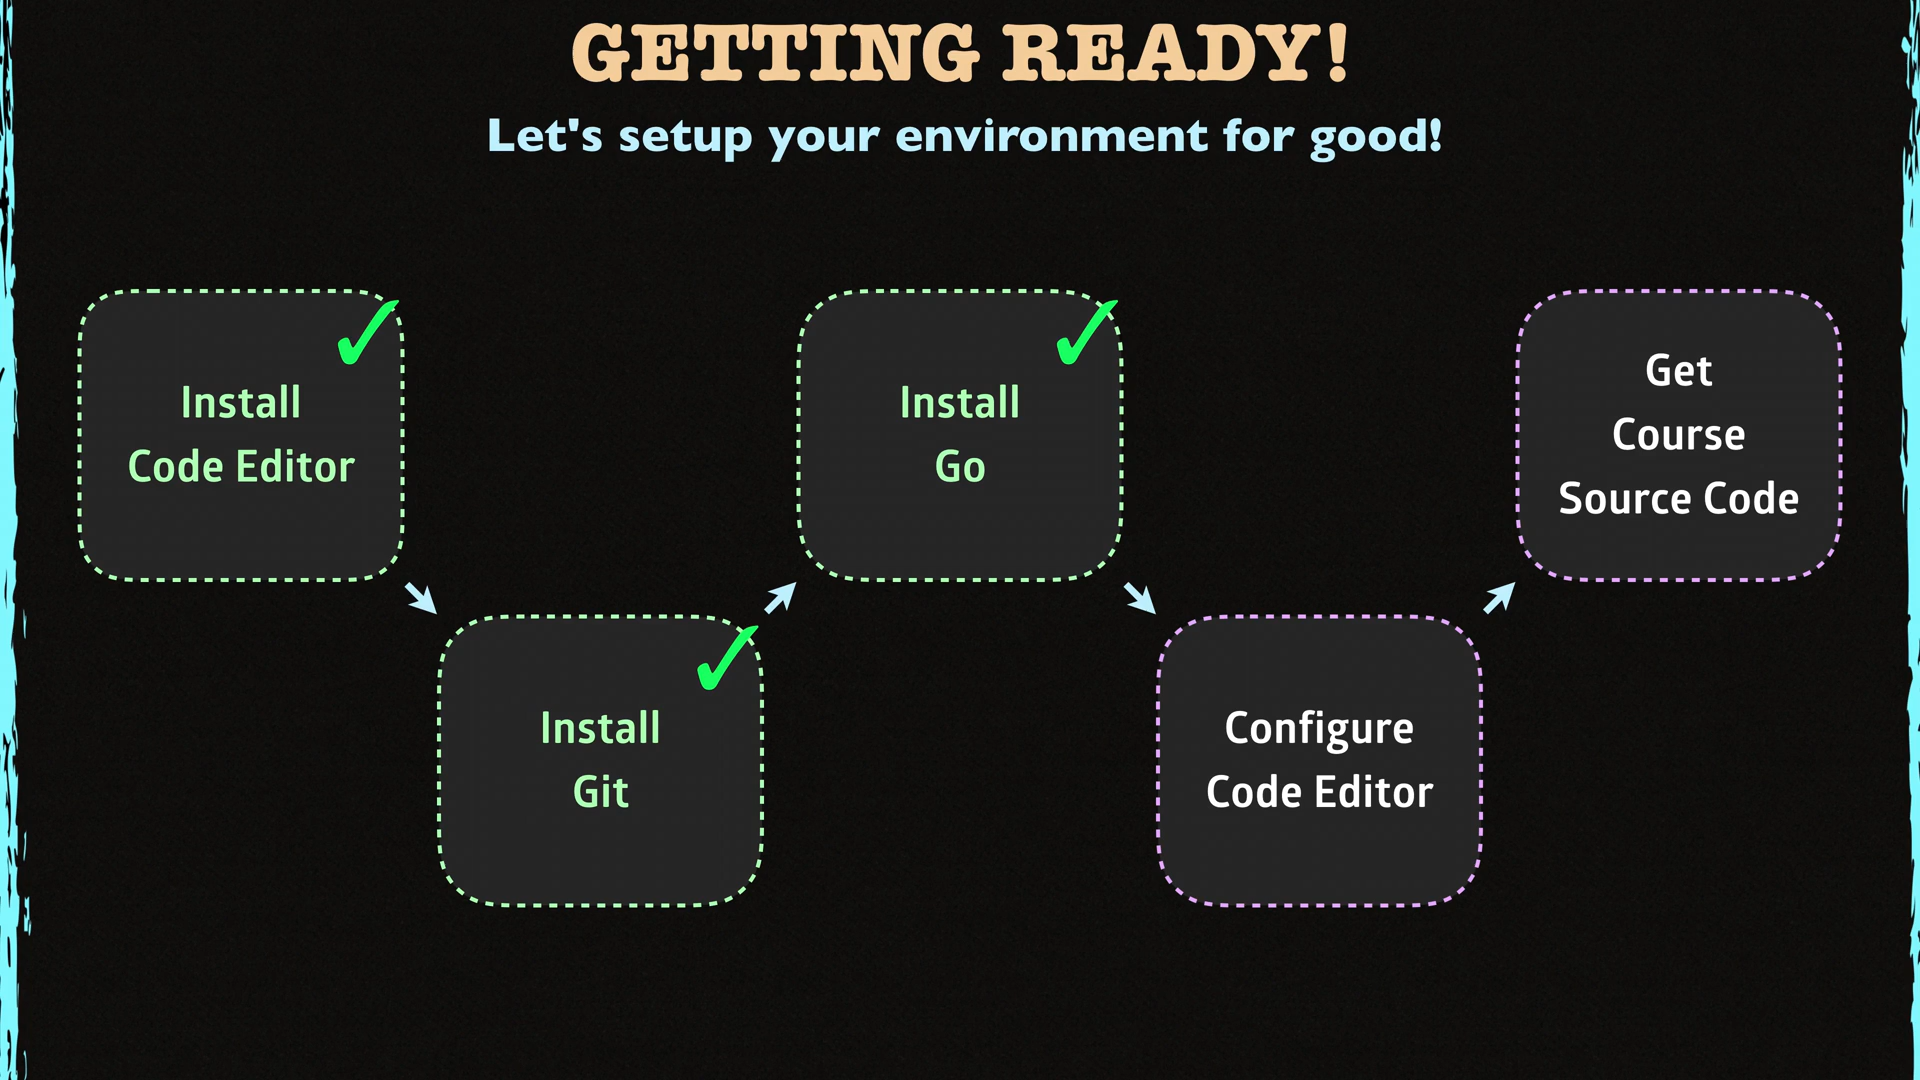 GETTING READY!
Let's setup your environment for good!
Install
Code Editor
Install
Git
Install
Go
Configure
Code Editor
Get
Course
Source Code